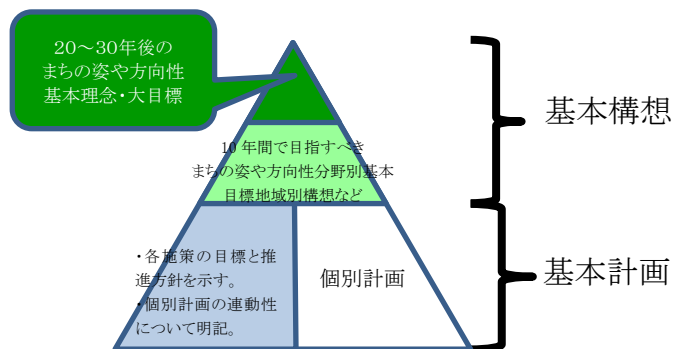 20～30年後の
まちの姿や方向性
基本理念・大目標
基本構想
10 年間で目指すべき
まちの姿や方向性分野別基本
目標地域別構想など
・各施策の目標と推
進方針を示す。
・個別計画の連動性
について明記。
個別計画
基本計画